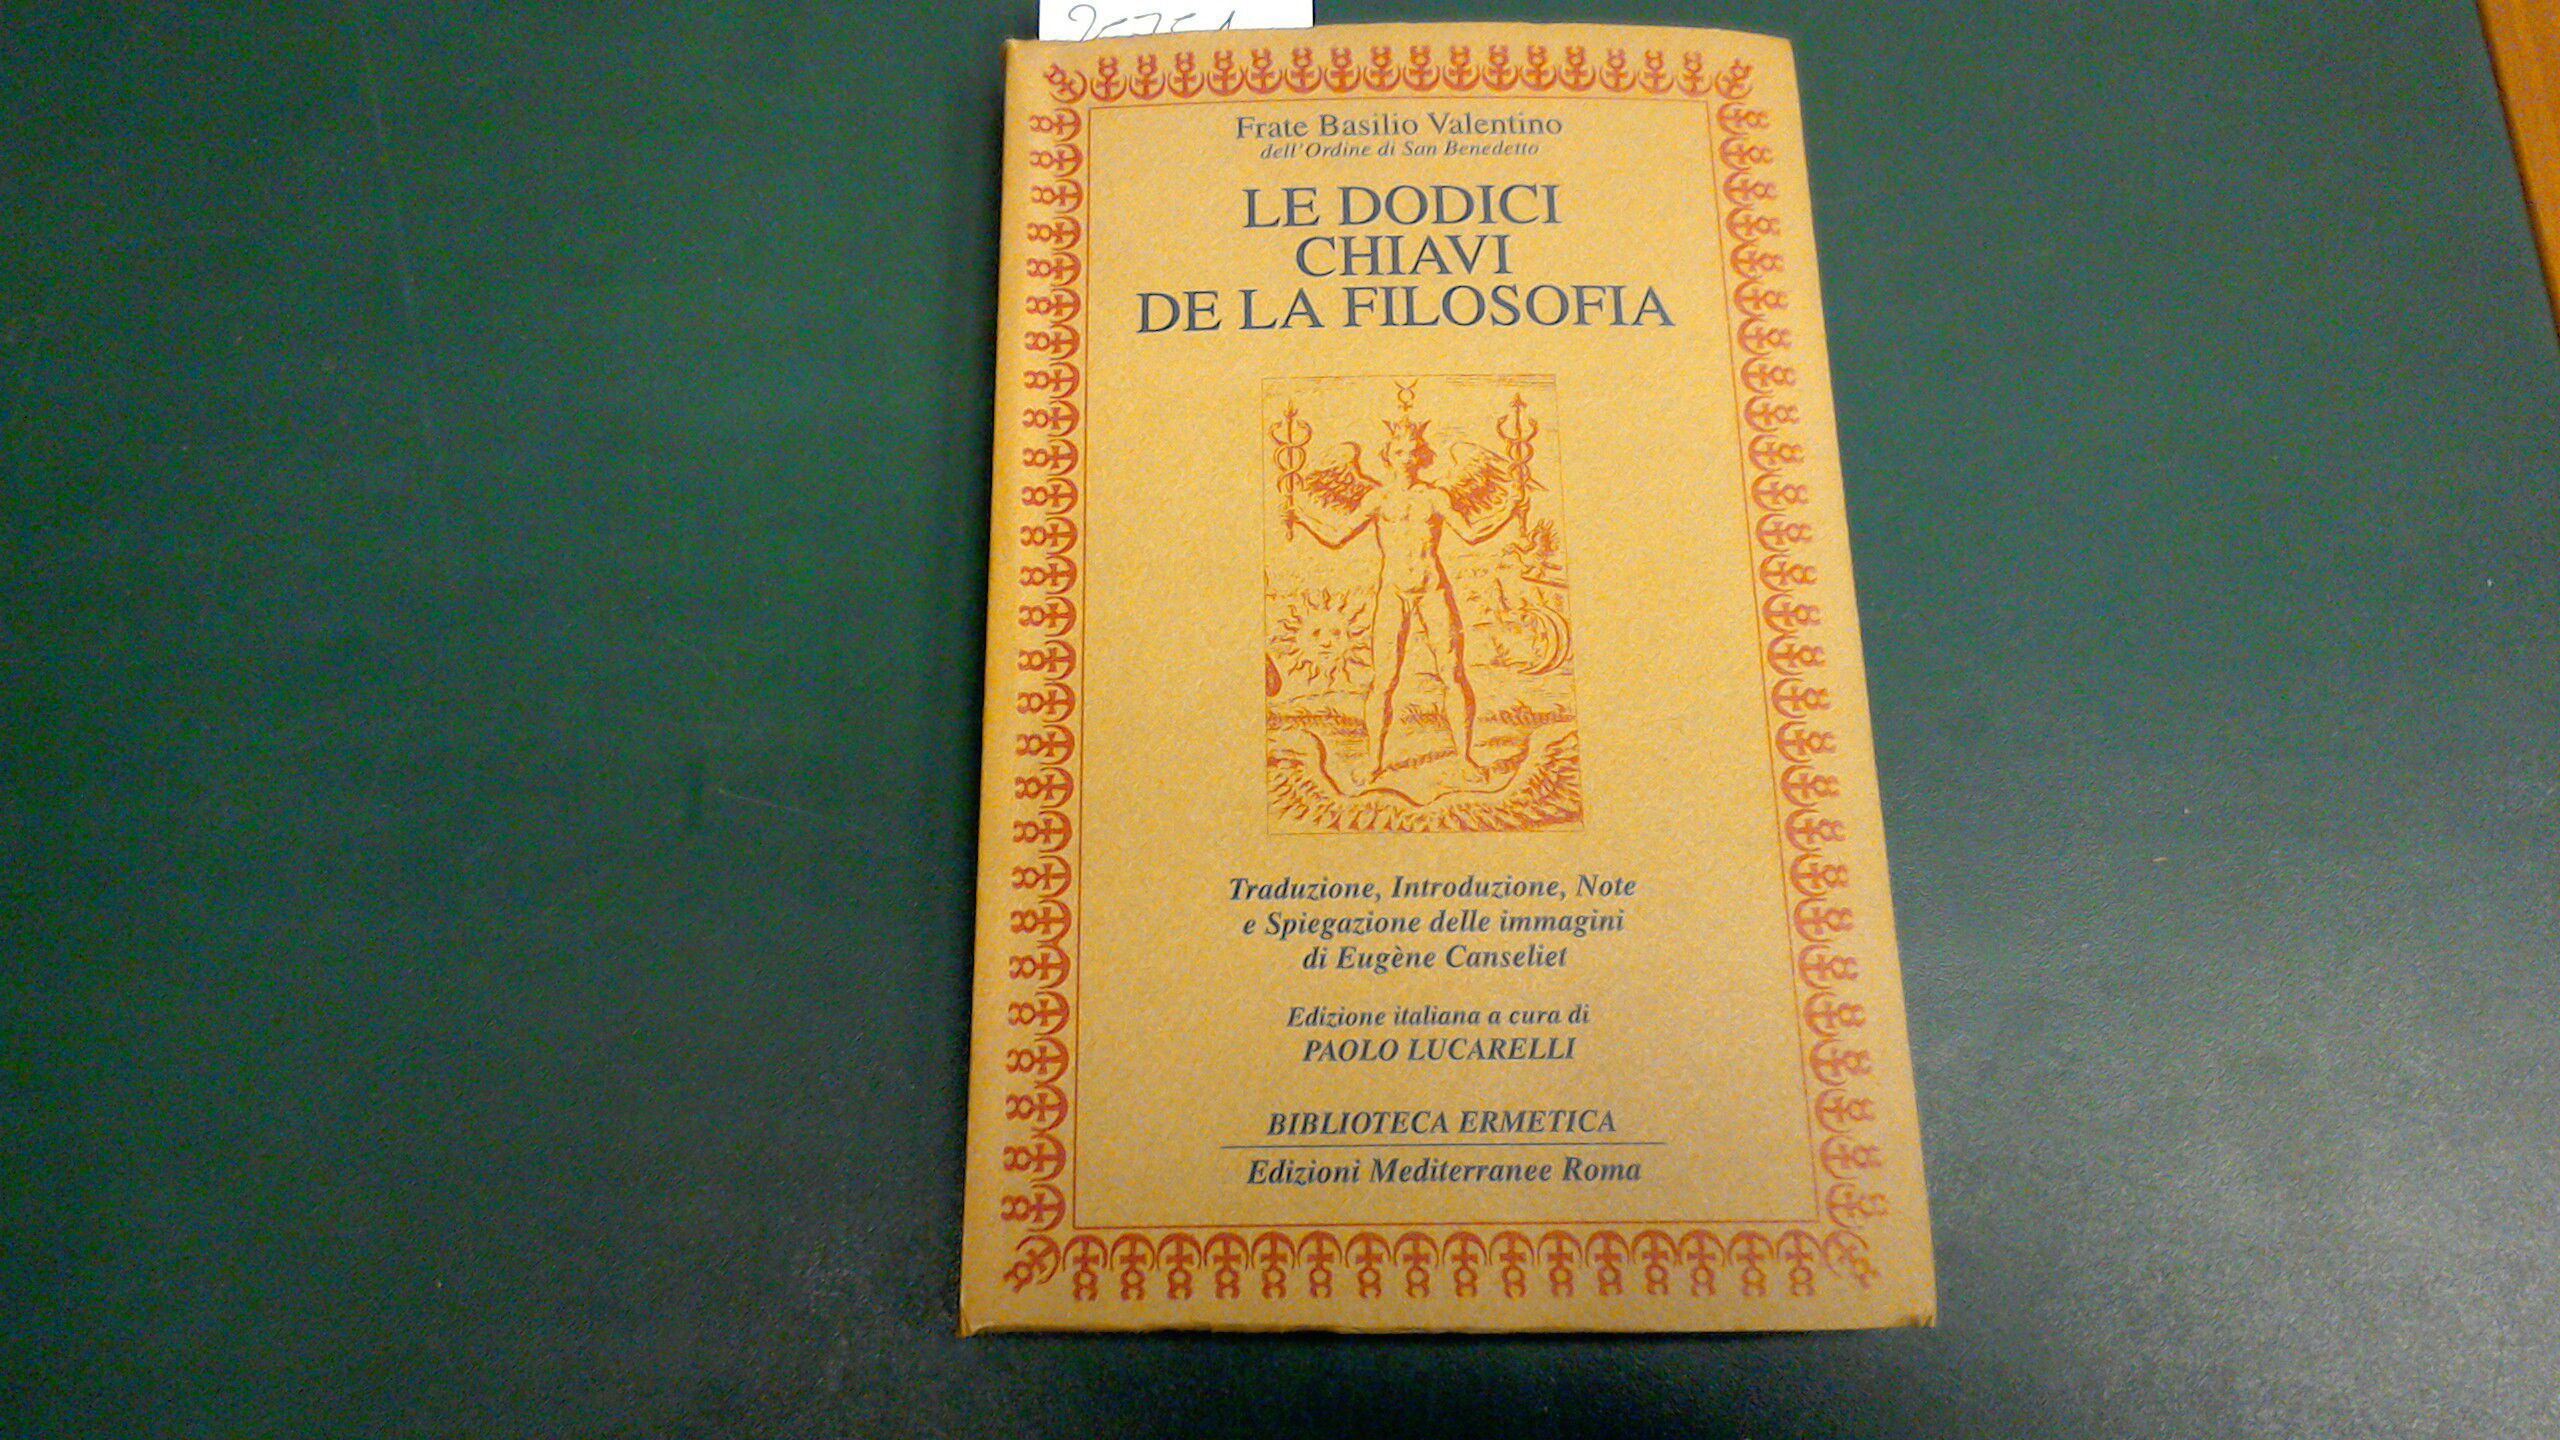 Frate Basilio Valentino
dell'Ordine di San Benedetto
LE DODICI
CHIAVI
DE LA FILOSOFIA
Traduzione, Introduzione, Note
e Spiegazione delle immagini
di Eugène Canseliet
Edizione italiana a cura di
PAOLO LUCARELLI
BIBLIOTECA ERMETICA
Edizioni Mediterranee Roma